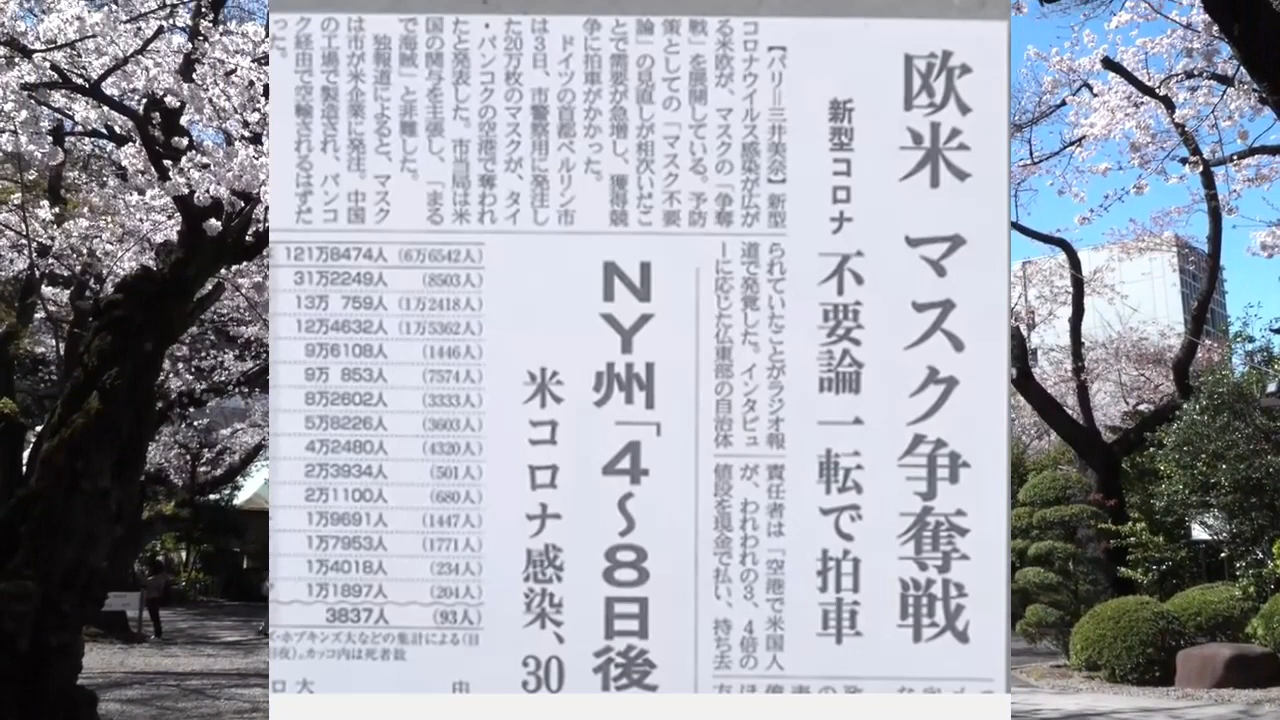 欧米 マスク争奪戦
新型コロナ 不要論一転で拍車
【パリ=三井美奈】新型
コロナウイルス感染が広が
る米欧が、マスクの「争奪
戦」を展開している。予防
策としての「マスク不要
論」の見直しが相次いだこ
とで需要が急増し、獲得競
争に拍車がかかった。
ドイツの首都ベルリン市
は3日、市警察用に発注し
た20万枚のマスクが、タイ
・バンコクの空港で奪われ
たと発表した。市当局は米
国の関与を主張し、「まる
で海賊」と非難した。
独報道によると、マスク
は市が米企業に発注。中国
の工場で製造され、バンコ
ク経由で空輸されるはずだ
った。
られていたことがラジオ報
道で発覚した。インタビュ
ーに応じた仏東部の自治体
責任者は「空港で米国人
が、われわれの3、4倍の
値段を現金で払い、持ち去
NY州「4〜8日後
米コロナ感染、30
121万8474人 (6万6542人)
31万2249人 (8503人)
13万 759人 (1万2418人)
12万4632人 (1万5362人)
9万6108人 (1446人)
9万 853人 (7574人)
8万2602人 (3333人)
5万8226人 (3603人)
4万2480人 (4320人)
2万3934人 (501人)
2万1100人 (680人)
1万9691人 (1447人)
1万7953人 (1771人)
1万4018人 (234人)
1万1897人 (204人)
3837人 (93人)
ズ・ホプキンズ大などの集計による(日
夜)。カッコ内は死者数